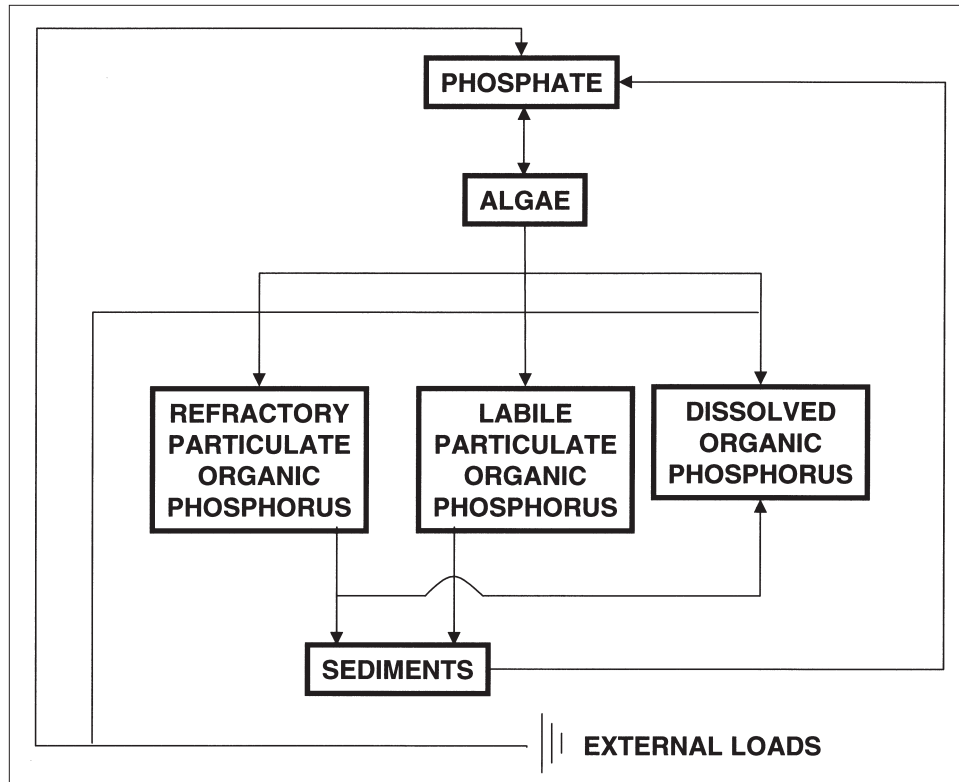 PHOSPHATE
ALGAE
REFRACTORY
PARTICULATE
ORGANIC
PHOSPHORUS
LABILE
PARTICULATE
ORGANIC
PHOSPHORUS
DISSOLVED
ORGANIC
PHOSPHORUS
SEDIMENTS
EXTERNAL LOADS